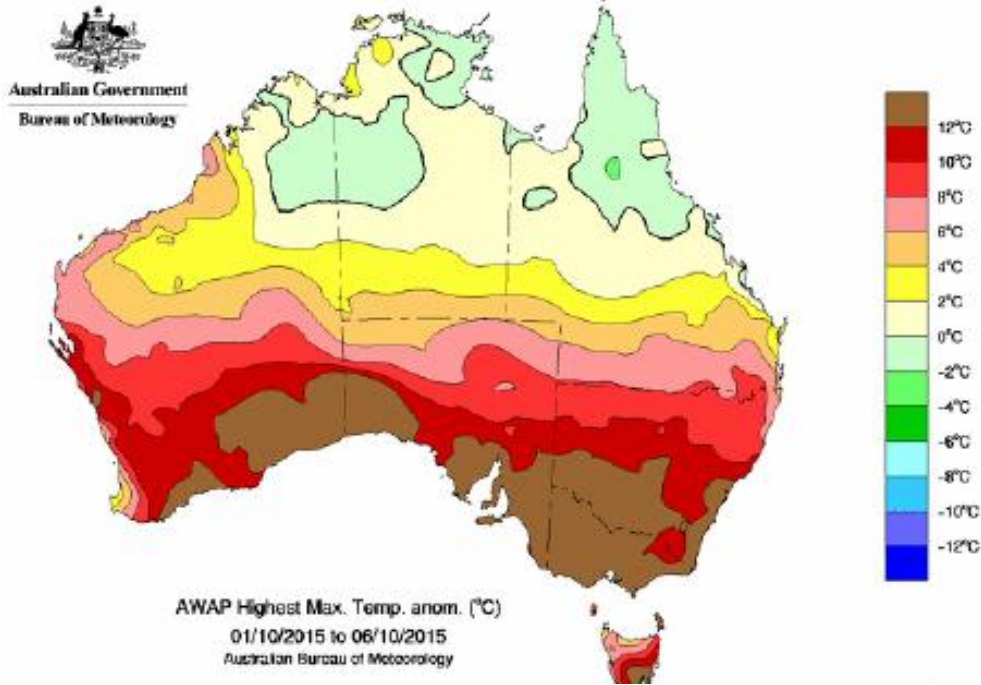 Australian Government
Bureau of Meteorology
12°C
10°C
8°C
6°C
4°C
2°C
0°C
-2°C
-4°C
-6°C
-8°C
-10°C
-12°C
AWAP Highest Max. Temp. anom. (°C)
01/10/2015 to 06/10/2015
Australian Bureau of Meteorology